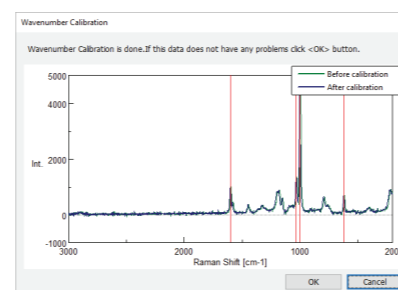 Wavenumber Calibration
Wavenumber Calibration is done.If this data does not have any problems click <OK> button.
Before calibration
After calibration
5000
4000
Int. 2000
0
-1000
3000 2000 1000 200
Raman Shift [cm-1]
OK Cancel